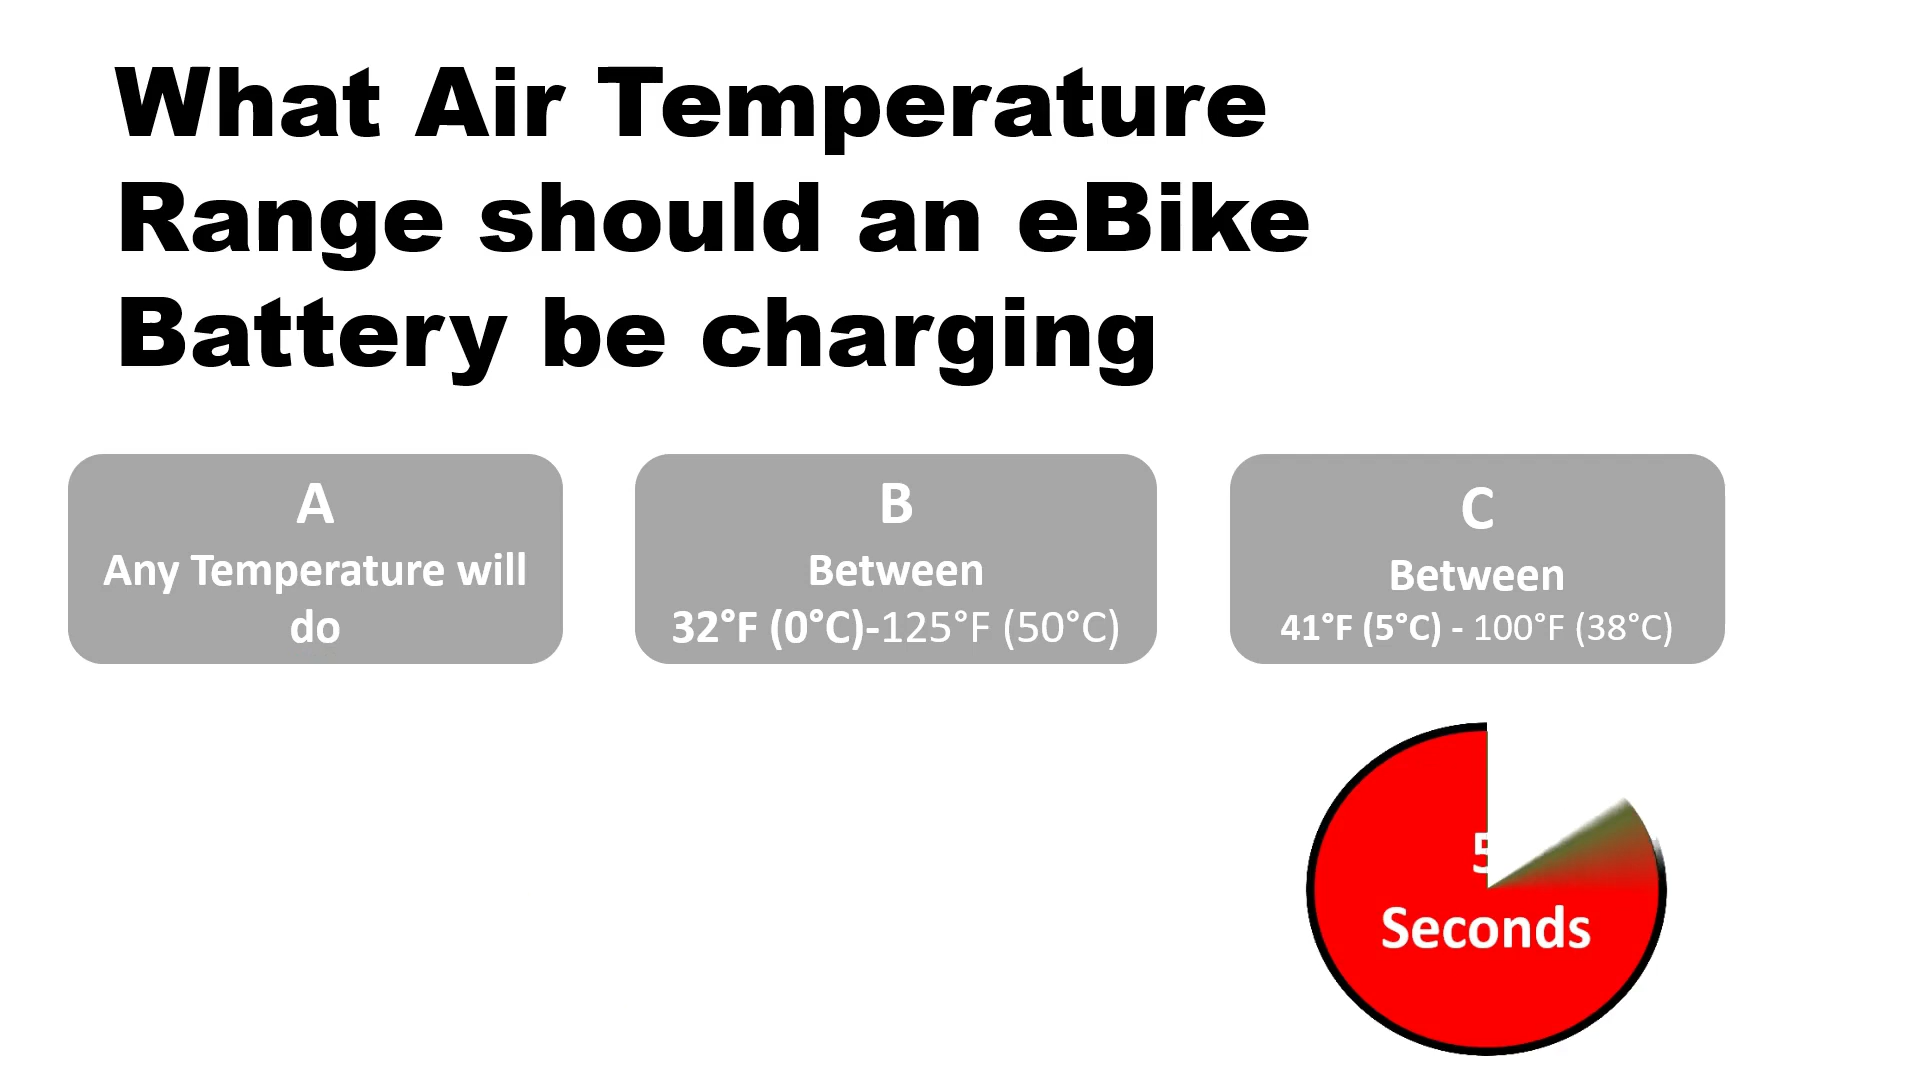 What Air Temperature
Range should an eBike
Battery be charging
A
Any Temperature will
do
B
Between
32°F (0°C)-125°F (50°C)
C
Between
41°F (5°C) - 100°F (38°C)
5
Seconds